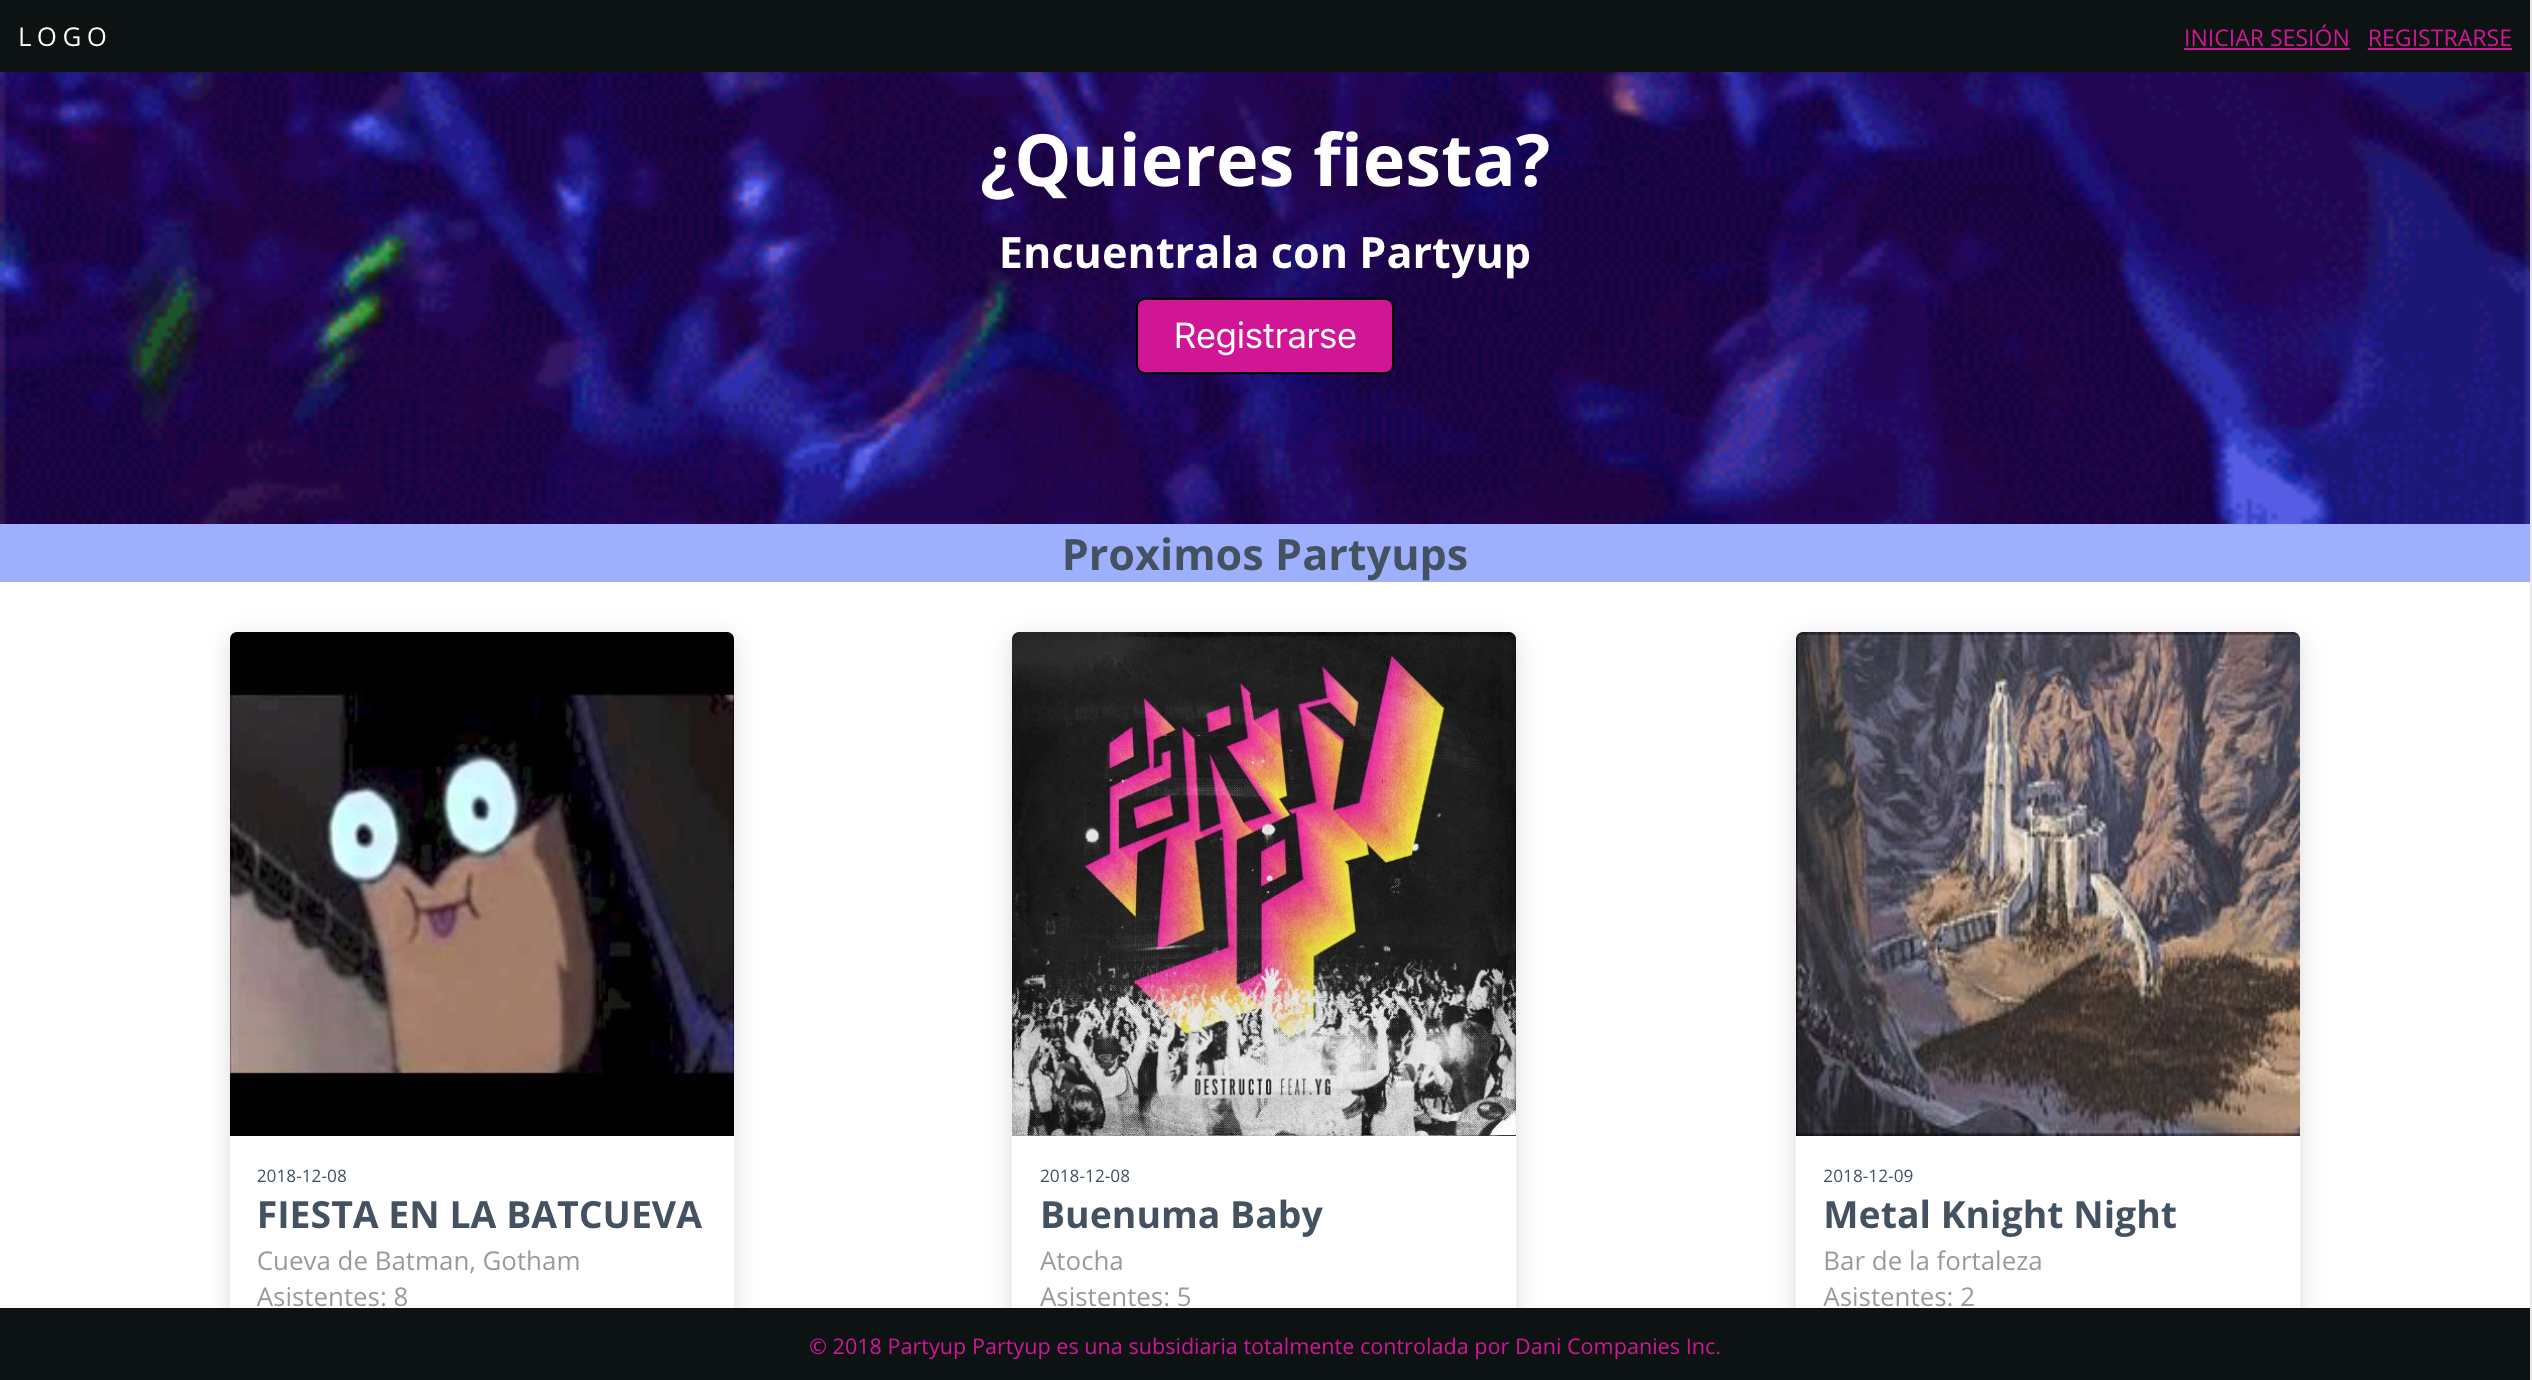 LOGO
INICIAR SESIÓN REGISTRARSE
¿Quieres fiesta?
Encuentrala con Partyup
Registrarse
Proximos Partyups
PARTY
UP
DESTRUCTO FEAT. YG
2018-12-08
FIESTA EN LA BATCUEVA
Cueva de Batman, Gotham
Asistentes: 8
2018-12-08
Buenuma Baby
Atocha
Asistentes: 5
2018-12-09
Metal Knight Night
Bar de la fortaleza
Asistentes: 2
© 2018 Partyup Partyup es una subsidiaria totalmente controlada por Dani Companies Inc.